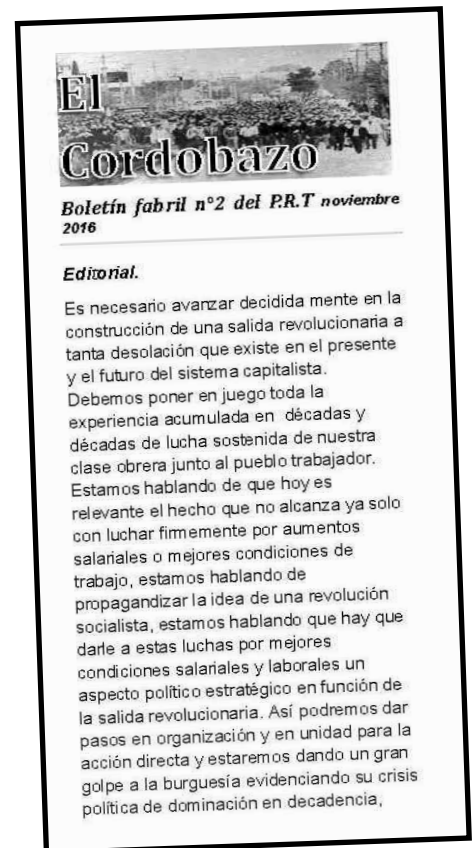 El
Cordobazo
Boletín fabril n°2 del P.R.T noviembre
2016
Editorial.
Es necesario avanzar decidida mente en la
construcción de una salida revolucionaria a
tanta desolación que existe en el presente
y el futuro del sistema capitalista.
Debemos poner en juego toda la
experiencia acumulada en décadas y
décadas de lucha sostenida de nuestra
clase obrera junto al pueblo trabajador.
Estamos hablando de que hoy es
relevante el hecho que no alcanza ya solo
con luchar firmemente por aumentos
salariales o mejores condiciones de
trabajo, estamos hablando de
propagandizar la idea de una revolución
socialista, estamos hablando que hay que
darle a estas luchas por mejores
condiciones salariales y laborales un
aspecto político estratégico en función de
la salida revolucionaria. Así podremos dar
pasos en organización y en unidad para la
acción directa y estaremos dando un gran
golpe a la burguesía evidenciando su crisis
política de dominación en decadencia,